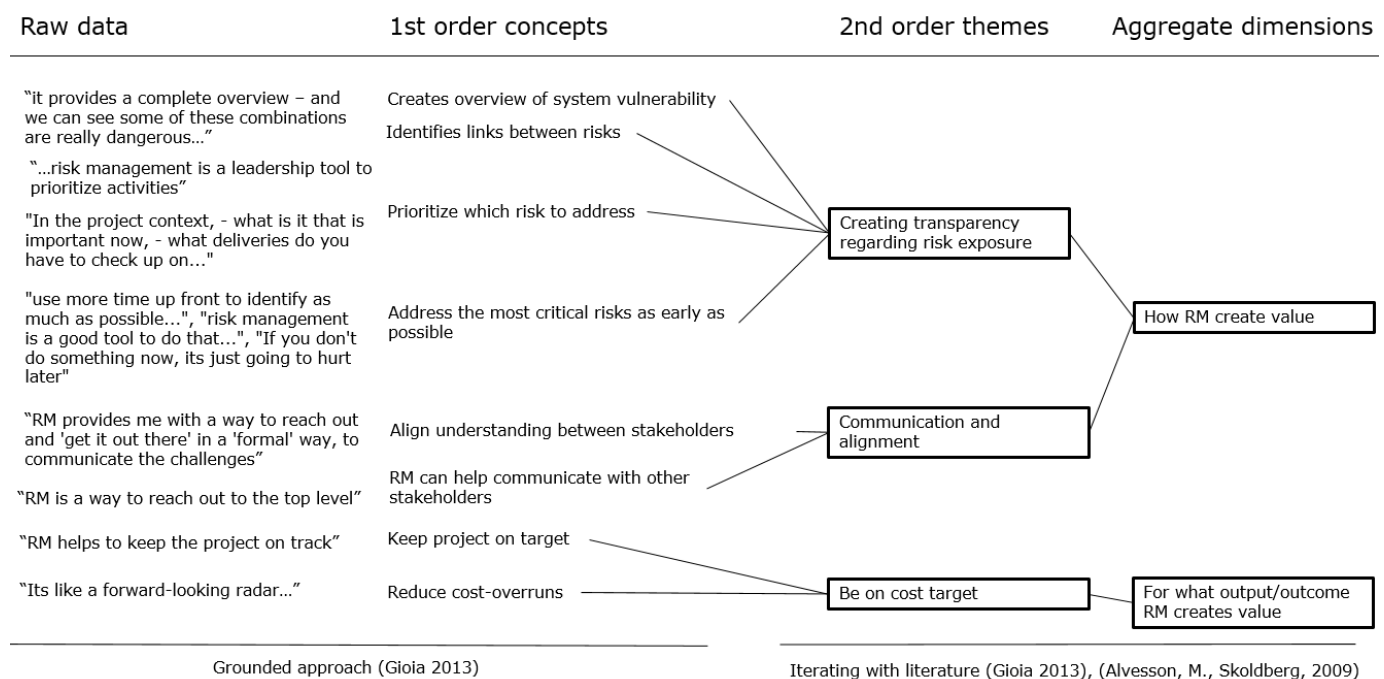 Raw data
1st order concepts
2nd order themes
Aggregate dimensions
“it provides a complete overview – and
we can see some of these combinations
are really dangerous…”
“…risk management is a leadership tool to
prioritize activities”
"In the project context, - what is it that is
important now, - what deliveries do you
have to check up on..."
"use more time up front to identify as
much as possible...", "risk management
is a good tool to do that...", "If you don't
do something now, its just going to hurt
later"
“RM provides me with a way to reach out
and 'get it out there' in a 'formal' way, to
communicate the challenges”
“RM is a way to reach out to the top level”
“RM helps to keep the project on track”
“Its like a forward-looking radar…”
Creates overview of system vulnerability
Identifies links between risks
Prioritize which risk to address
Address the most critical risks as early as
possible
Align understanding between stakeholders
RM can help communicate with other
stakeholders
Keep project on target
Reduce cost-overruns
Creating transparency
regarding risk exposure
Communication and
alignment
Be on cost target
How RM create value
For what output/outcome
RM creates value
Grounded approach (Gioia 2013)
Iterating with literature (Gioia 2013), (Alvesson, M., Skoldberg, 2009)